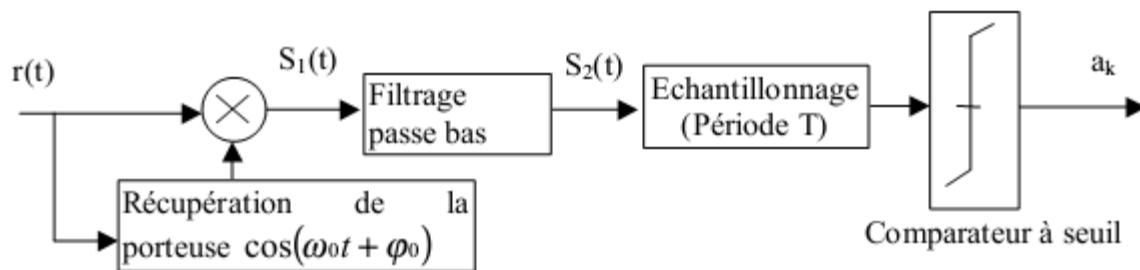 r(t)
S₁(t)
Filtrage
passe bas
S₂(t)
Echantillonnage
(Période T)
aₖ
Récupération de la
porteuse cos(ω₀t + φ₀)
Comparateur à seuil